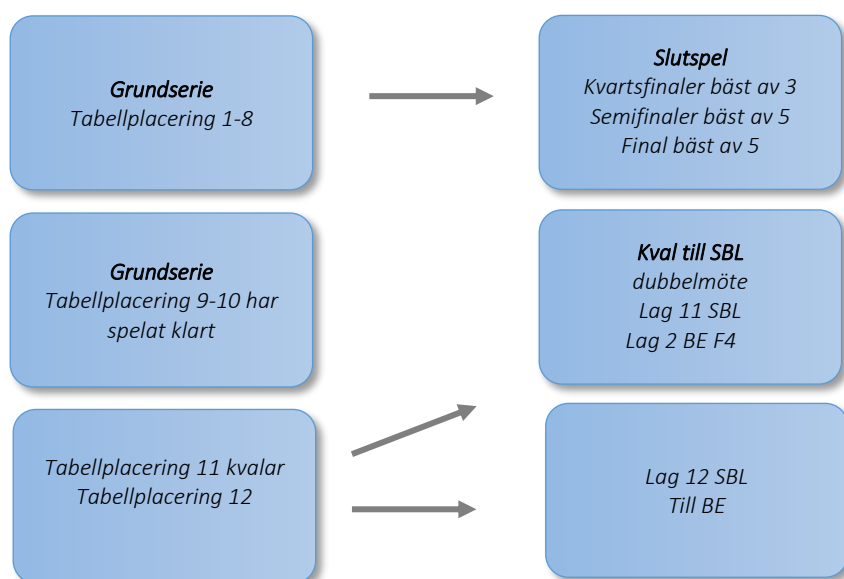 Grundserie
Tabellplacering 1-8
Slutspel
Kvartsfinaler bäst av 3
Semifinaler bäst av 5
Final bäst av 5
Grundserie
Tabellplacering 9-10 har
spelat klart
Kval till SBL
dubbelmöte
Lag 11 SBL
Lag 2 BE F4
Tabellplacering 11 kvalar
Tabellplacering 12
Lag 12 SBL
Till BE